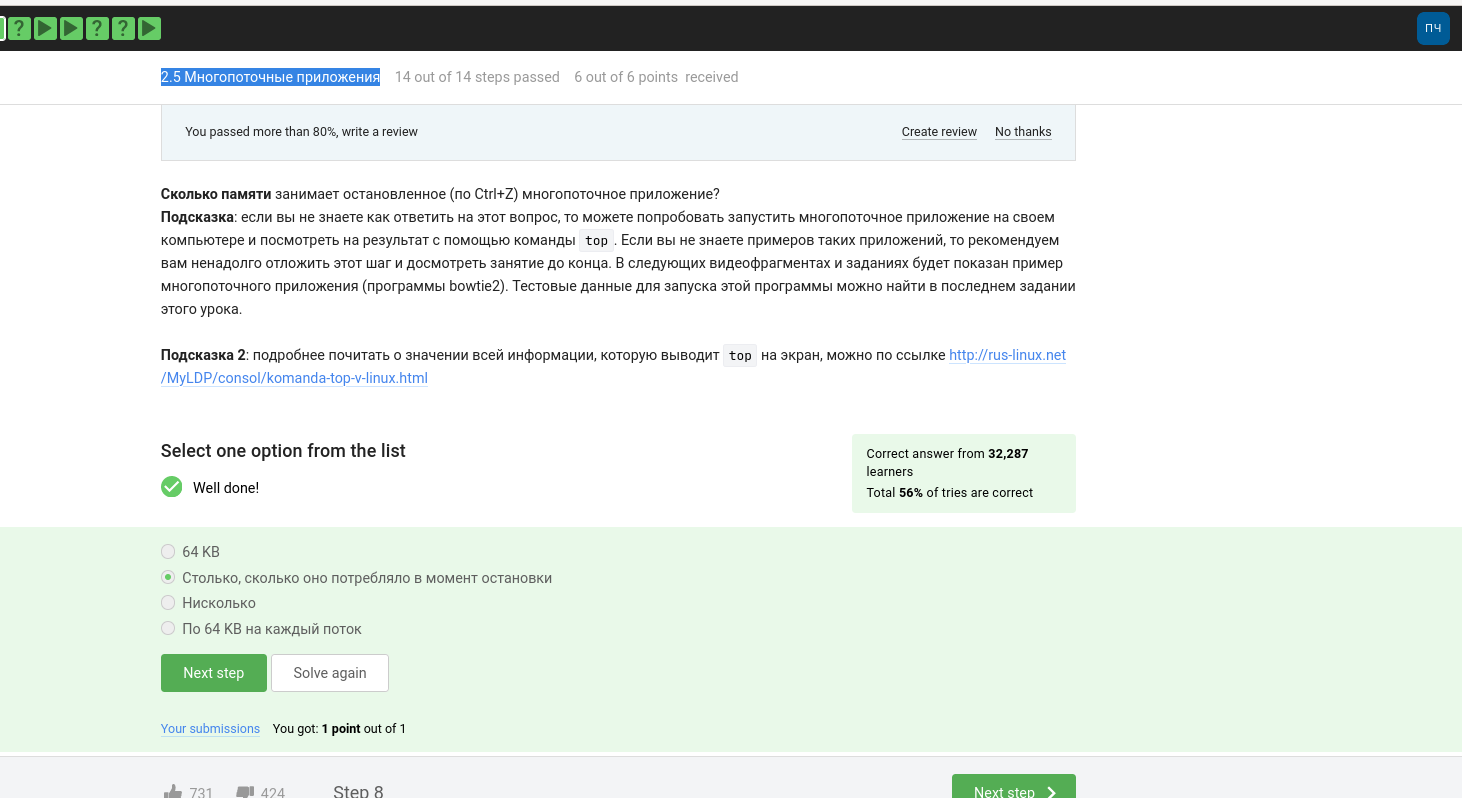 ? ? ?
ПЧ
2.5 Многопоточные приложения 14 out of 14 steps passed 6 out of 6 points received
You passed more than 80%, write a review Create review No thanks
Сколько памяти занимает остановленное (по Ctrl+Z) многопоточное приложение?
Подсказка: если вы не знаете как ответить на этот вопрос, то можете попробовать запустить многопоточное приложение на своем
компьютере и посмотреть на результат с помощью команды top. Если вы не знаете примеров таких приложений, то рекомендуем
вам ненадолго отложить этот шаг и досмотреть занятие до конца. В следующих видеофрагментах и заданиях будет показан пример
многопоточного приложения (программы bowtie2). Тестовые данные для запуска этой программы можно найти в последнем задании
этого урока.
Подсказка 2: подробнее почитать о значении всей информации, которую выводит top на экран, можно по ссылке http://rus-linux.net
/MyLDP/consol/komanda-top-v-linux.html
Select one option from the list
Well done!
Correct answer from 32,287
learners
Total 56% of tries are correct
64 KB
Столько, сколько оно потребляло в момент остановки
Нисколько
По 64 KB на каждый поток
Next step Solve again
Your submissions You got: 1 point out of 1
731 424 Step 8 Next step